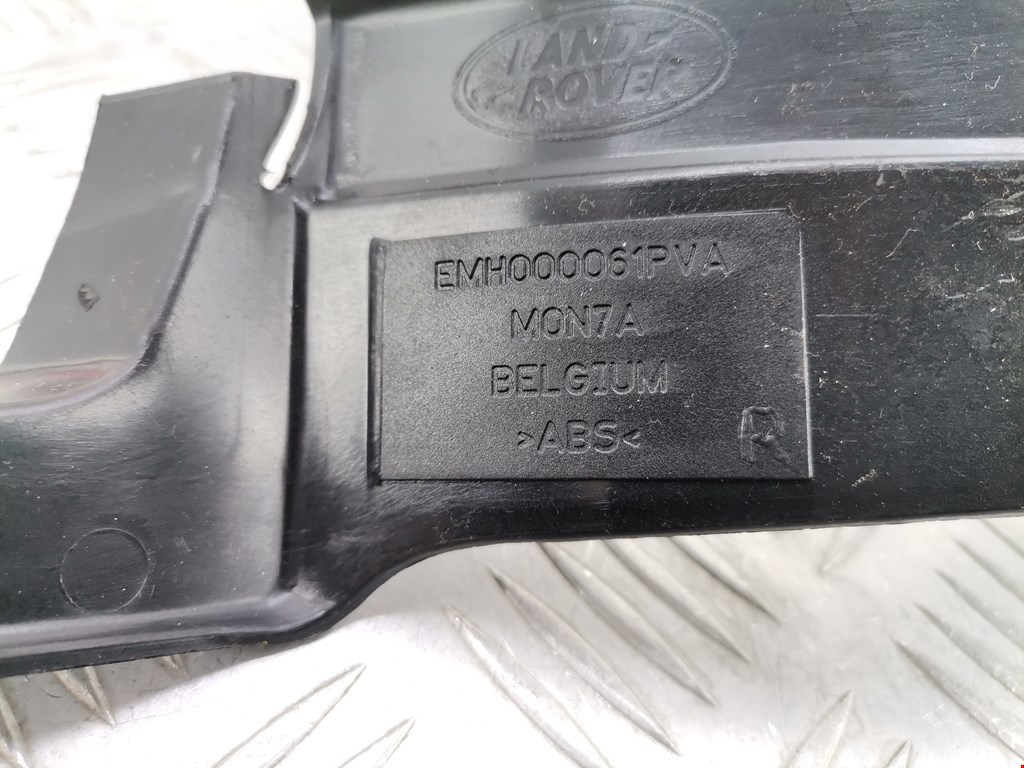 LAND-
ROVER
EMH000061PVA
M0N7A
BELGIUM
>ABS<
R